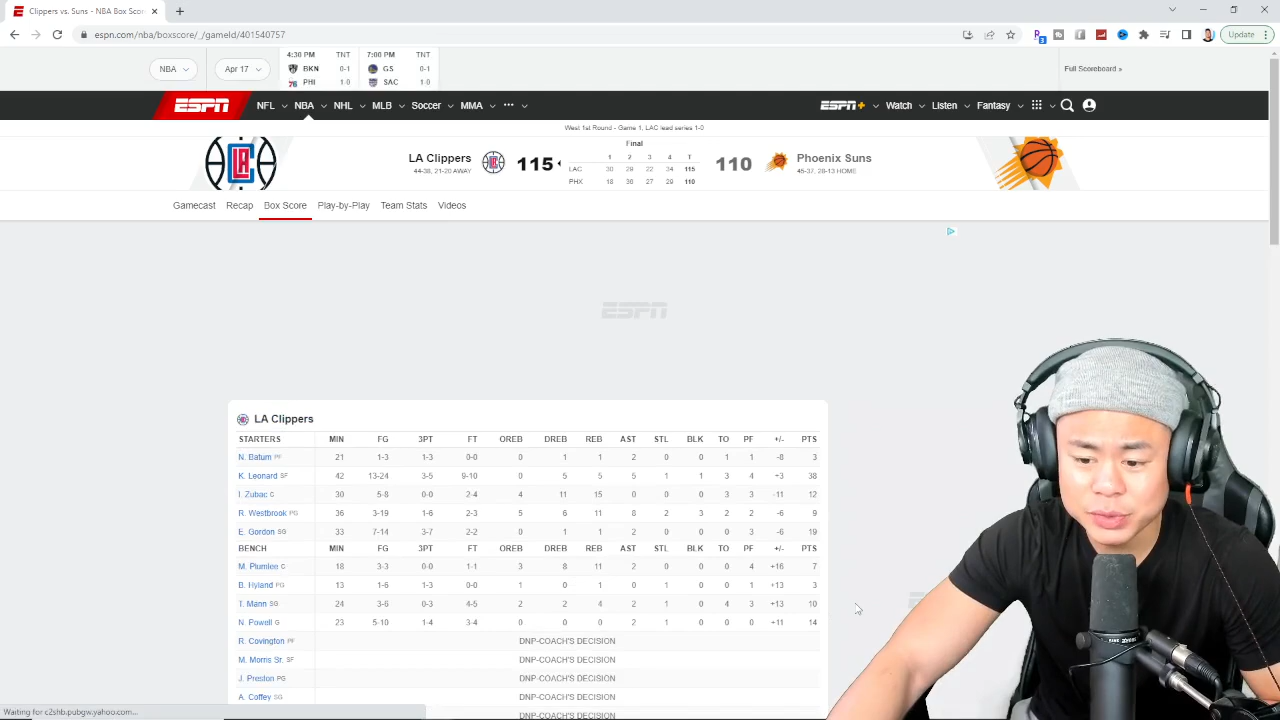 Clippers vs. Suns - NBA Box Scor
espn.com/nba/boxscore/_/gameId/401540757
Update
4:30 PM TNT 7:00 PM TNT
NBA Apr 17 BKN 0-1 GS 0-1 Full Scoreboard »
PHI 1-0 SAC 1-0
ESPN NFL NBA NHL MLB Soccer MMA ESPN+ Watch Listen Fantasy
West 1st Round - Game 1, LAC lead series 1-0
Final
LA Clippers 115 1 2 3 4 T 110 Phoenix Suns
44-38, 21-20 AWAY LAC 30 29 22 34 115 45-37, 28-13 HOME
PHX 18 36 27 29 110
Gamecast Recap Box Score Play-by-Play Team Stats Videos
ESPN
LA Clippers
STARTERS MIN FG 3PT FT OREB DREB REB AST STL BLK TO PF +/- PTS
N. Batum PF 21 1-3 1-3 0-0 0 1 1 2 0 0 1 1 -8 3
K. Leonard SF 42 13-24 3-5 9-10 0 5 5 5 1 1 3 4 +3 38
I. Zubac C 30 5-8 0-0 2-4 4 11 15 0 0 0 3 3 -11 12
R. Westbrook PG 36 3-19 1-6 2-3 5 6 11 8 2 3 2 2 -6 9
E. Gordon SG 33 7-14 3-7 2-2 0 1 1 2 0 0 0 3 -6 19
BENCH MIN FG 3PT FT OREB DREB REB AST STL BLK TO PF +/- PTS
M. Plumlee C 18 3-3 0-0 1-1 3 8 11 2 0 0 0 4 +16 7
B. Hyland PG 13 1-6 1-3 0-0 1 0 1 0 0 0 0 1 +13 3
T. Mann SG 24 3-6 0-3 4-5 2 2 4 2 1 0 4 3 +13 10
N. Powell G 23 5-10 1-4 3-4 0 0 0 2 1 0 0 0 +11 14
R. Covington PF DNP-COACH'S DECISION
M. Morris Sr. SF DNP-COACH'S DECISION
J. Preston PG DNP-COACH'S DECISION
A. Coffey SG DNP-COACH'S DECISION
DNP-COACH'S DECISION
Waiting for c2shb.pubgw.yahoo.com...